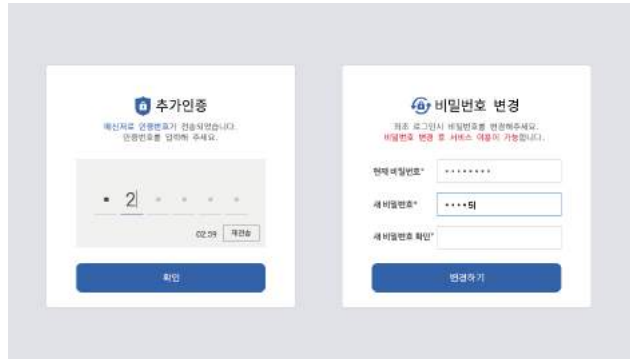 추가인증
메신저로 인증번호가 전송되었습니다.
인증번호를 입력해 주세요.
2
02:59 재전송
확인
비밀번호 변경
최초 로그인시 비밀번호를 변경해주세요.
비밀번호 변경 후 서비스 이용이 가능합니다.
현재 비밀번호*
새 비밀번호*
새 비밀번호 확인*
변경하기